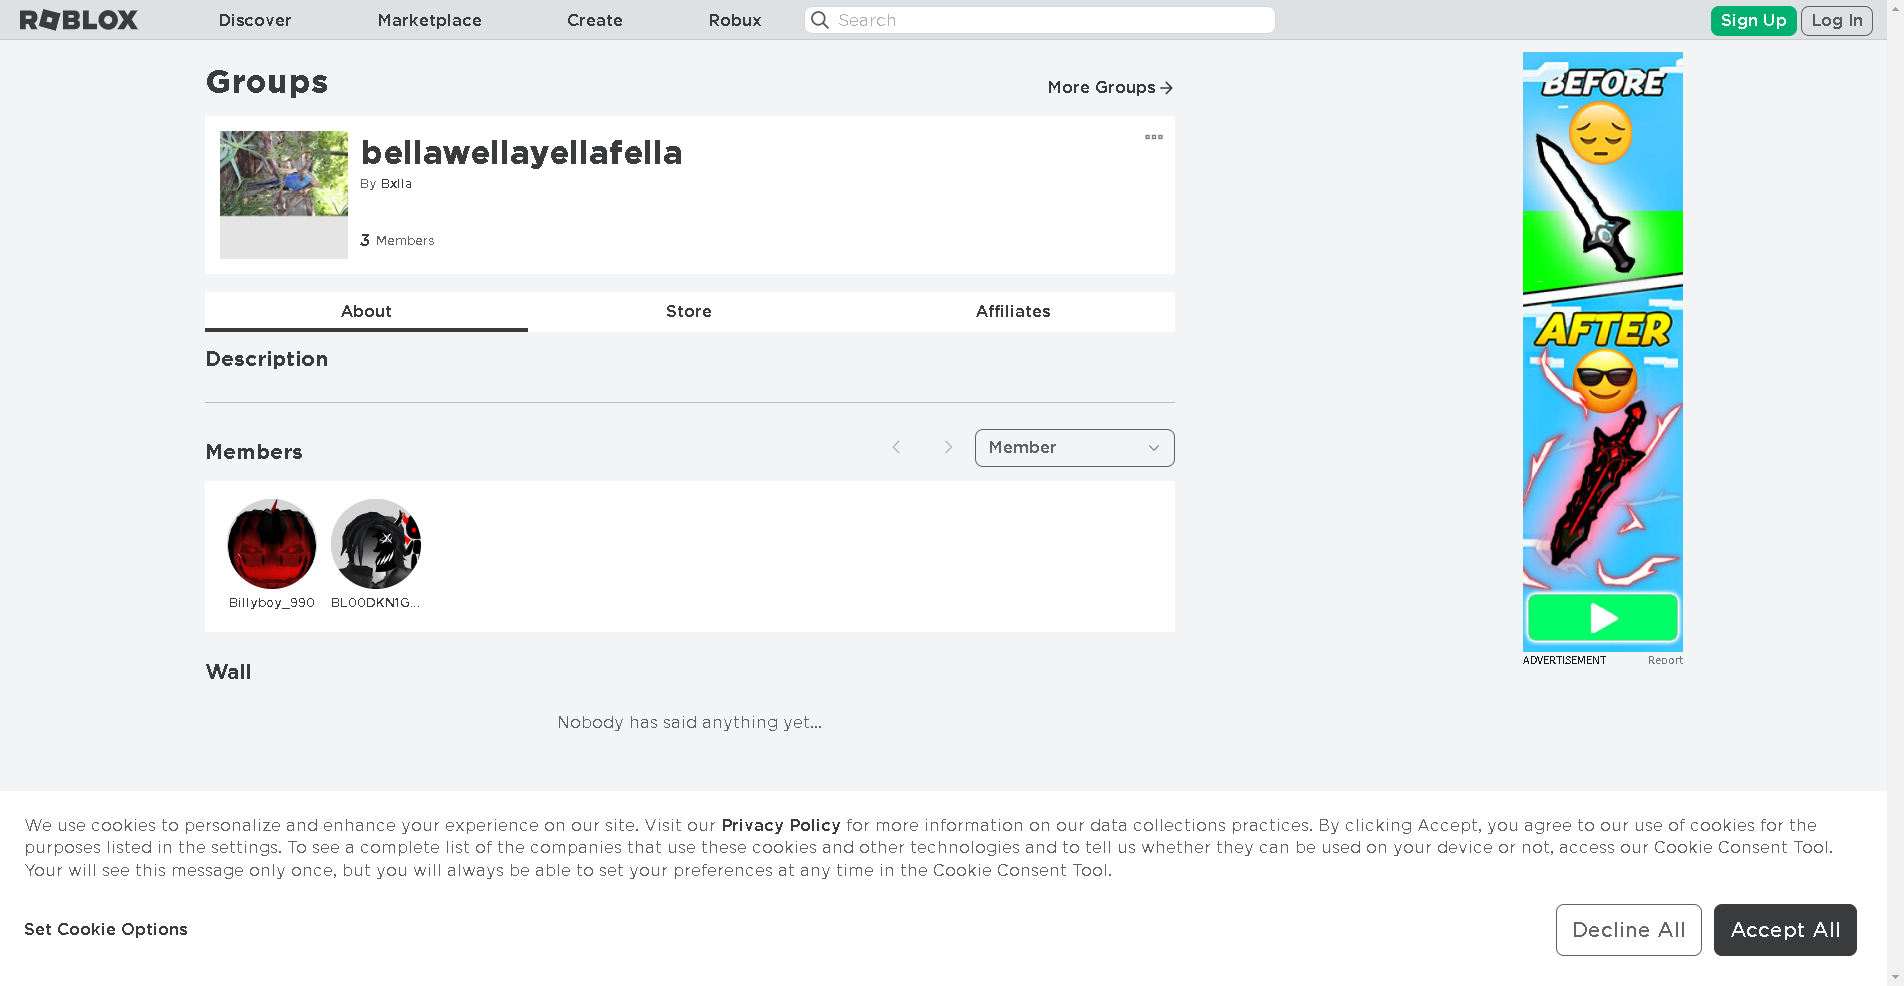 ROBLOX
Discover
Marketplace
Create
Robux
Search
Sign Up
Log In
Groups
More Groups
bellawellayellafella
By Bxlla
3 Members
About
Store
Affiliates
Description
Members
Member
Billyboy_990
BL00DKN1G...
Wall
Nobody has said anything yet...
BEFORE
AFTER
ADVERTISEMENT
Report
We use cookies to personalize and enhance your experience on our site. Visit our Privacy Policy for more information on our data collections practices. By clicking Accept, you agree to our use of cookies for the
purposes listed in the settings. To see a complete list of the companies that use these cookies and other technologies and to tell us whether they can be used on your device or not, access our Cookie Consent Tool.
Your will see this message only once, but you will always be able to set your preferences at any time in the Cookie Consent Tool.
Set Cookie Options
Decline All
Accept All